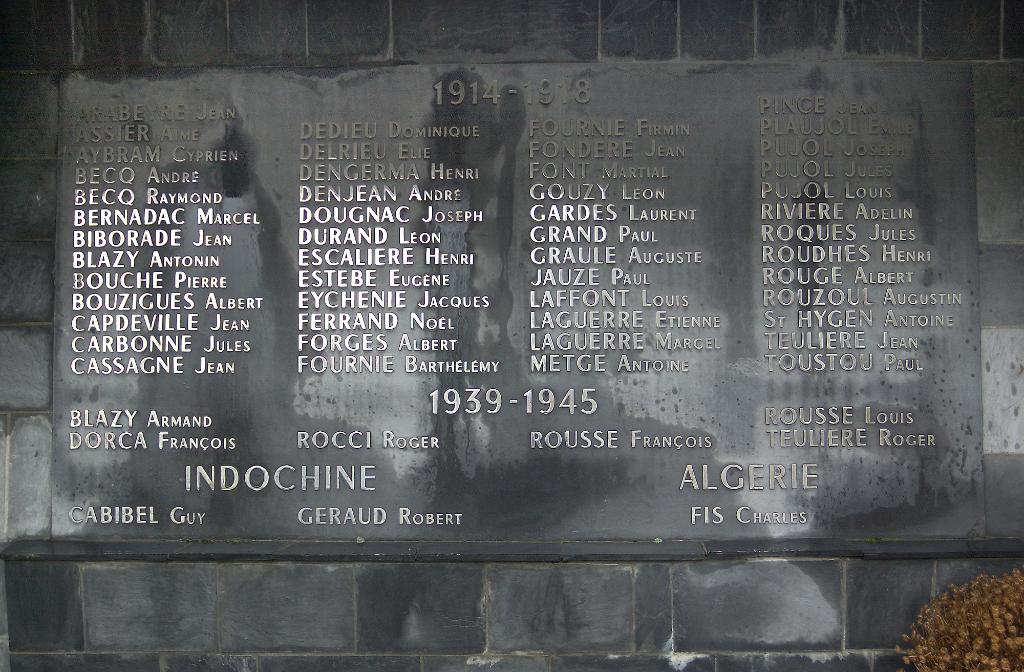 1914-1918
ARABEYRE Jean
ASSIER Aimé
AYBRAM Cyprien
BECQ André
BECQ Raymond
BERNADAC Marcel
BIBORADE Jean
BLAZY Antonin
BOUCHE Pierre
BOUZIGUES Albert
CAPDEVILLE Jean
CARBONNE Jules
CASSAGNE Jean
DEDIEU Dominique
DELRIEU Elie
DENGERMA Henri
DENJEAN André
DOUGNAC Joseph
DURAND Léon
ESCALIERE Henri
ESTEBE Eugène
EYCHENIE Jacques
FERRAND Noël
FORGES Albert
FOURNIE Barthélémy
FOURNIE Firmin
FONDERE Jean
FONT Martial
GOUZY Léon
GARDES Laurent
GRAND Paul
GRAULE Auguste
JAUZE Paul
LAFFONT Louis
LAGUERRE Etienne
LAGUERRE Marcel
METGE Antoine
PINCE Jean
PLAUJOL Emile
PUJOL Joseph
PUJOL Jules
PUJOL Louis
RIVIERE Adelin
ROQUES Jules
ROUDHES Henri
ROUGE Albert
ROUZOUL Augustin
St HYGEN Antoine
TEULIERE Jean
TOUSTOU Paul
1939-1945
BLAZY Armand
DORCA François
ROCCI Roger
ROUSSE François
ROUSSE Louis
TEULIERE Roger
INDOCHINE
CABIBEL Guy
GERAUD Robert
ALGERIE
FIS Charles